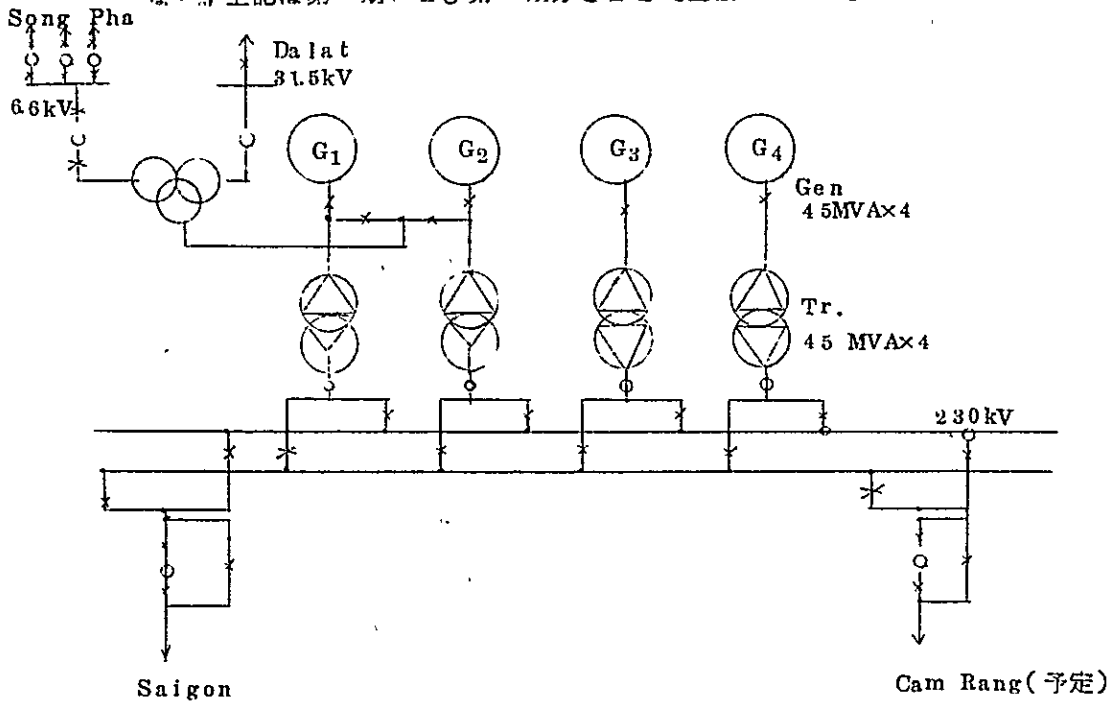 Song Pha
Dalat
31.5kV
6.6kV
G1
G2
G3
G4
Gen
45MVA×4
Tr.
45 MVA×4
230kV
Saigon
Cam Rang(予定)